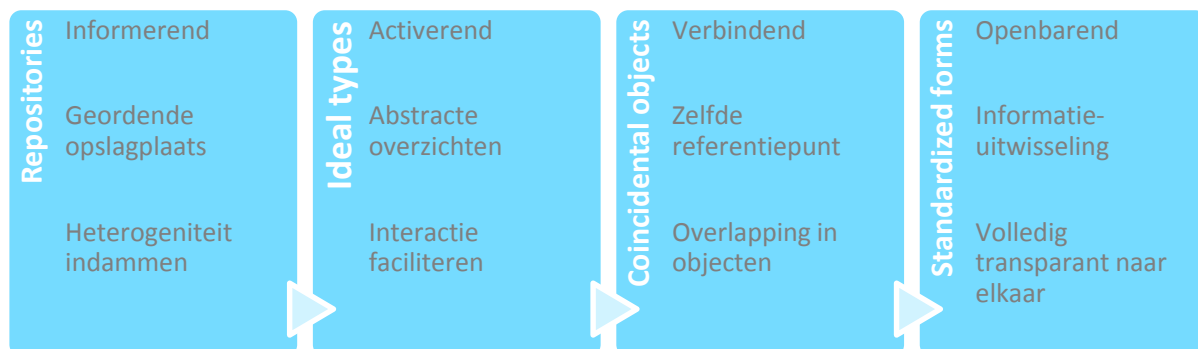 Repositories
Informerend
Geordende
opslagplaats
Heterogeniteit
indammen
Ideal types
Activerend
Abstracte
overzichten
Interactie
faciliteren
Coincidental objects
Verbindend
Zelfde
referentiepunt
Overlapping in
objecten
Standardized forms
Openbarend
Informatie-
uitwisseling
Volledig
transparant naar
elkaar